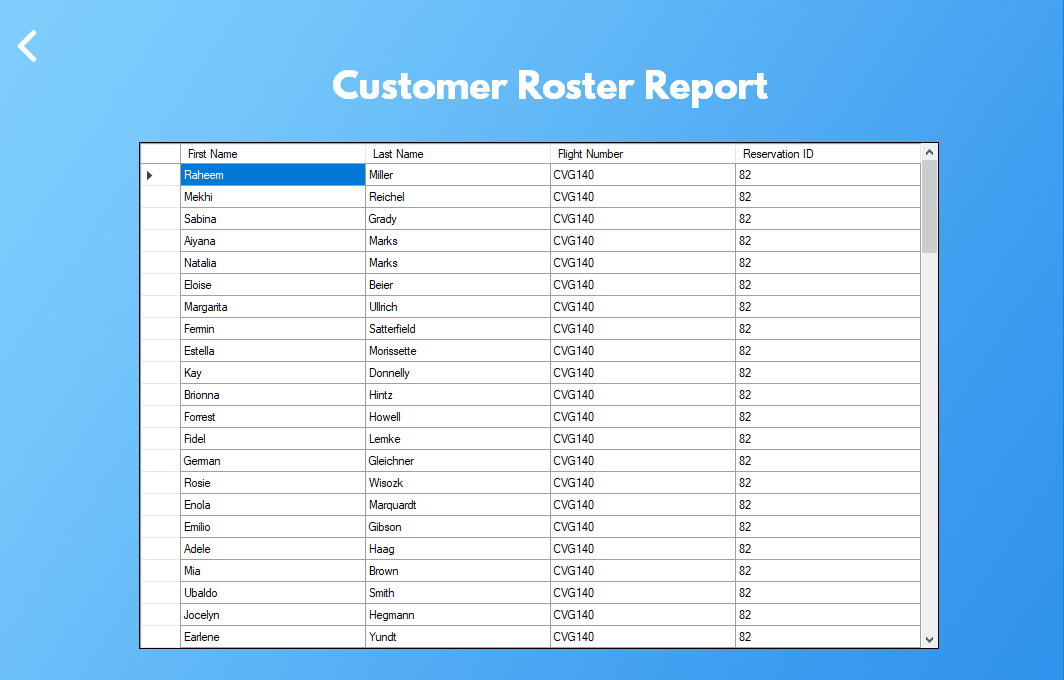 Customer Roster Report
First Name Last Name Flight Number Reservation ID
Raheem Miller CVG140 82
Mekhi Reichel CVG140 82
Sabina Grady CVG140 82
Aiyana Marks CVG140 82
Natalia Marks CVG140 82
Eloise Beier CVG140 82
Margarita Ullrich CVG140 82
Fermin Satterfield CVG140 82
Estella Morissette CVG140 82
Kay Donnelly CVG140 82
Brionna Hintz CVG140 82
Forrest Howell CVG140 82
Fidel Lemke CVG140 82
German Gleichner CVG140 82
Rosie Wisozk CVG140 82
Enola Marquardt CVG140 82
Emilio Gibson CVG140 82
Adele Haag CVG140 82
Mia Brown CVG140 82
Ubaldo Smith CVG140 82
Jocelyn Hegmann CVG140 82
Earlene Yundt CVG140 82